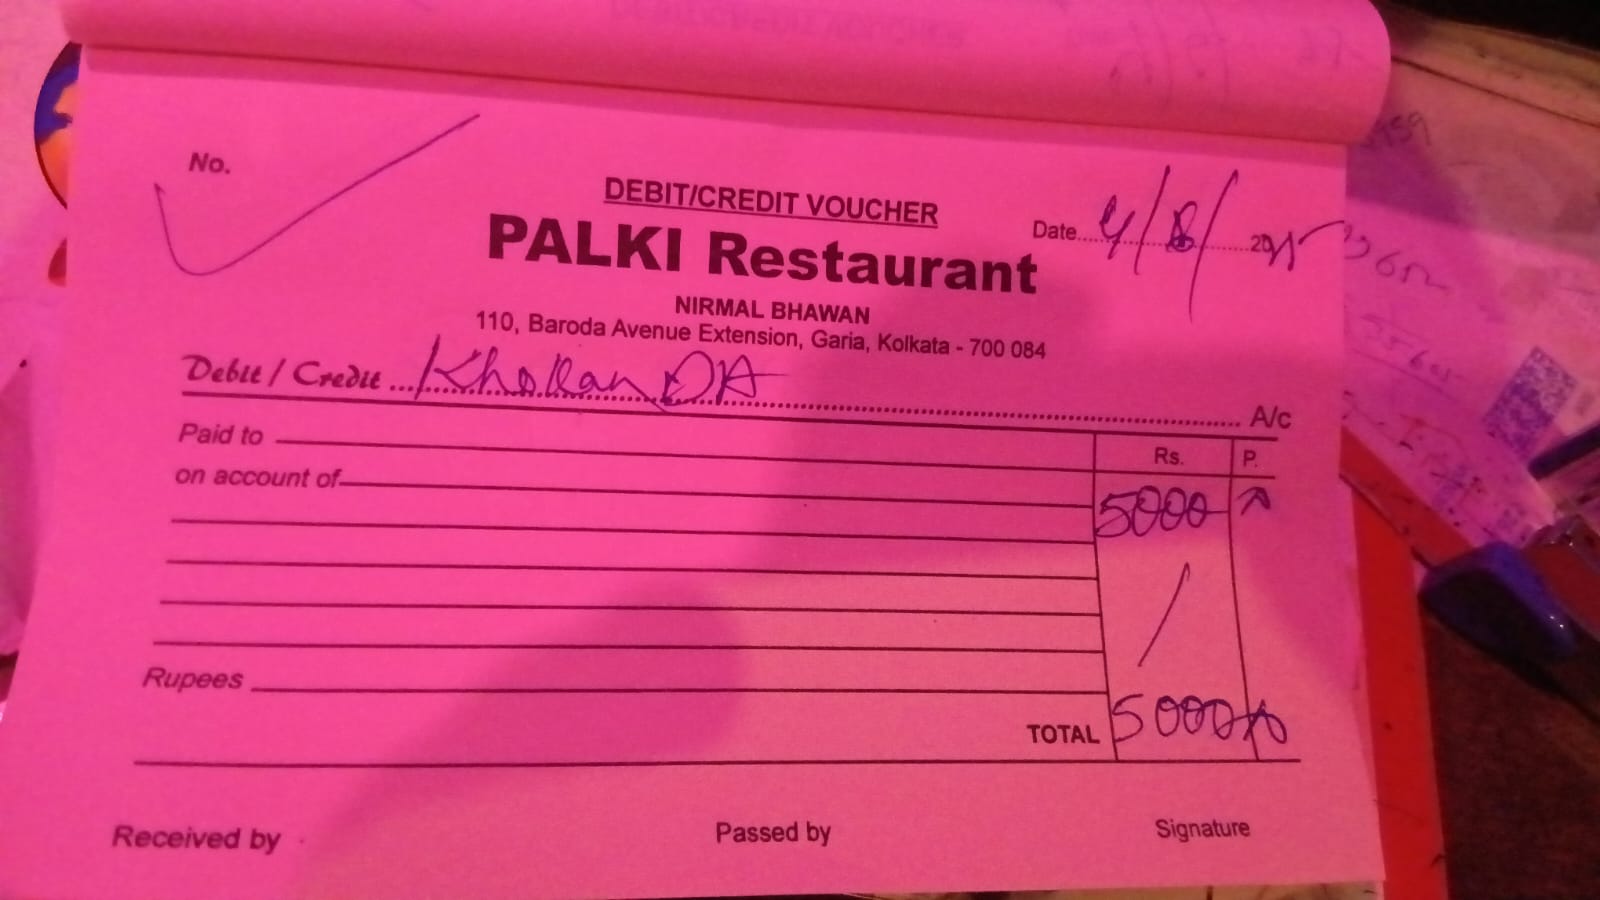 No.
DEBIT/CREDIT VOUCHER
PALKI Restaurant
Date 4/8/20
NIRMAL BHAWAN
110, Baroda Avenue Extension, Garia, Kolkata - 700 084
Debit / Credit Khokan DA A/c
Paid to
Rs. P.
on account of
5000
Rupees
TOTAL 5000
Received by Passed by Signature